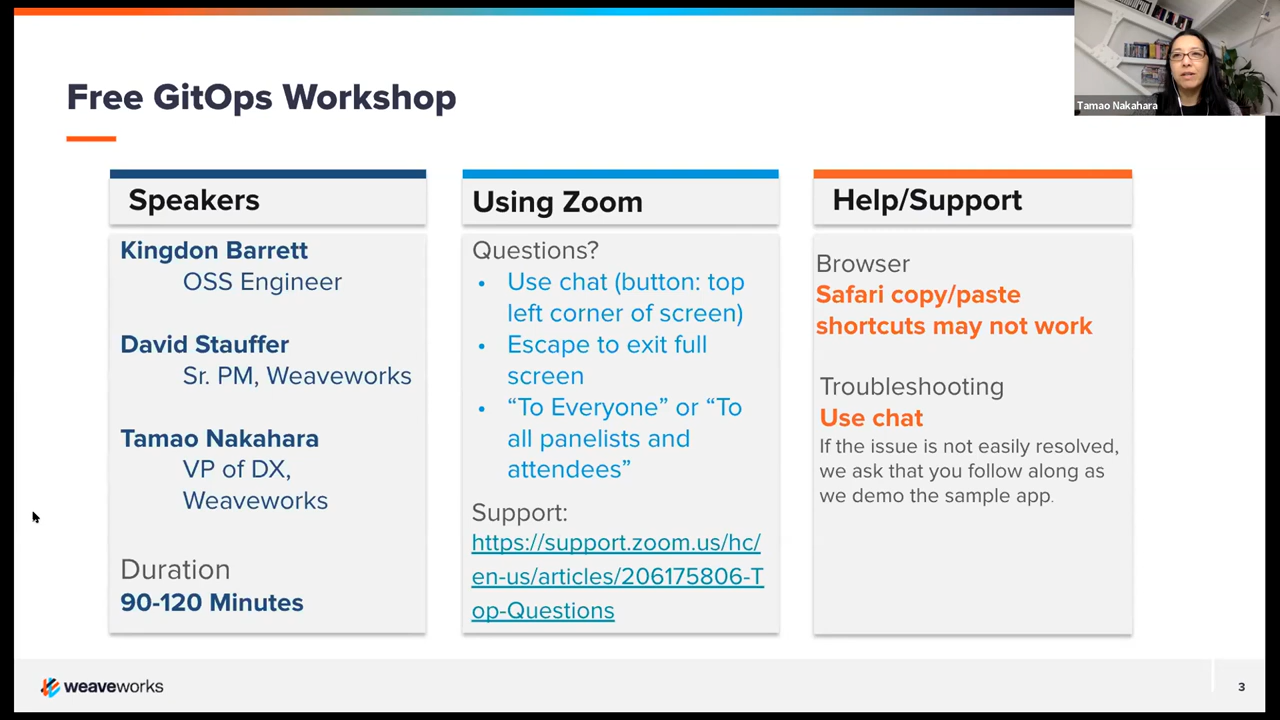 Free GitOps Workshop
Tamao Nakahara
Speakers
Kingdon Barrett
OSS Engineer
David Stauffer
Sr. PM, Weaveworks
Tamao Nakahara
VP of DX,
Weaveworks
Duration
90-120 Minutes
Using Zoom
Questions?
• Use chat (button: top
left corner of screen)
• Escape to exit full
screen
• “To Everyone” or “To
all panelists and
attendees”
Support:
https://support.zoom.us/hc/
en-us/articles/206175806-T
op-Questions
Help/Support
Browser
Safari copy/paste
shortcuts may not work
Troubleshooting
Use chat
If the issue is not easily resolved,
we ask that you follow along as
we demo the sample app.
weaveworks
3